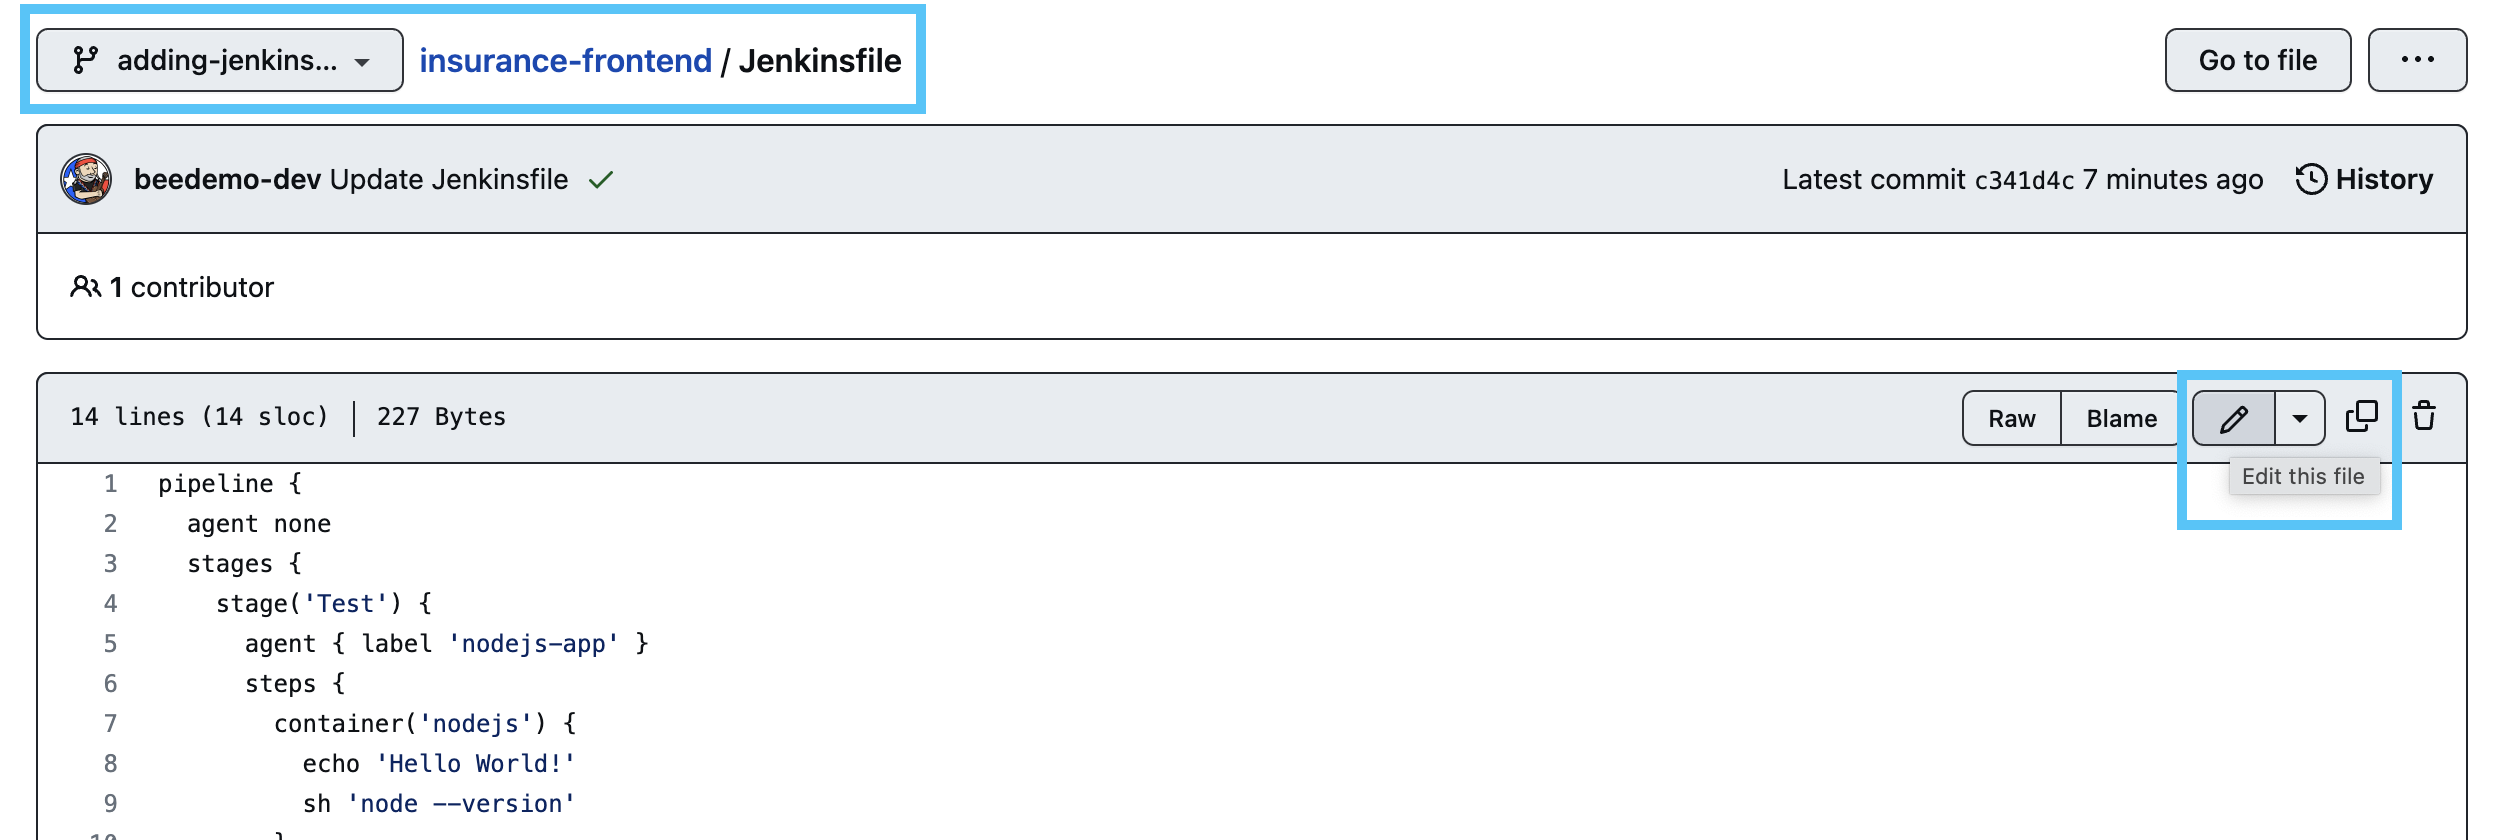 adding-jenkins... insurance-frontend / Jenkinsfile Go to file ...
beedemo-dev Update Jenkinsfile Latest commit c341d4c 7 minutes ago History
1 contributor
14 lines (14 sloc) 227 Bytes Raw Blame
Edit this file
1 pipeline {
2   agent none
3   stages {
4     stage('Test') {
5       agent { label 'nodejs-app' }
6       steps {
7         container('nodejs') {
8           echo 'Hello World!'
9           sh 'node --version'
10         }